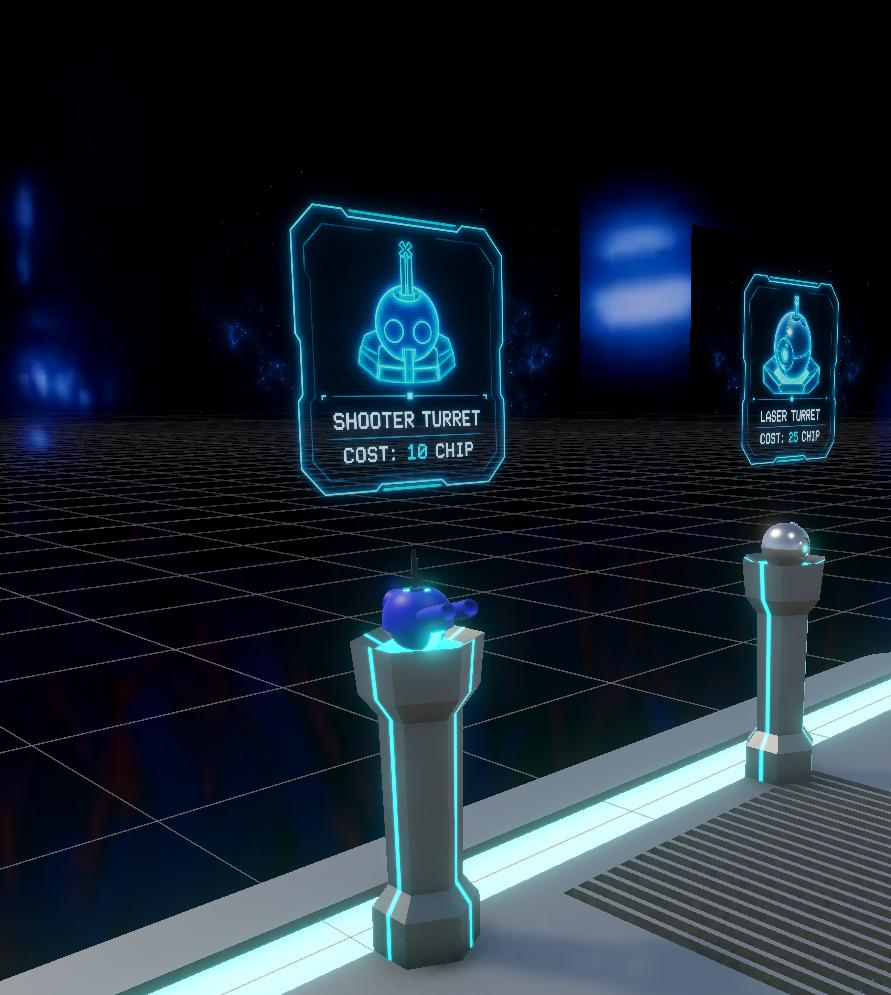 SHOOTER TURRET
COST: 10 CHIP
LASER TURRET
COST: 25 CHIP